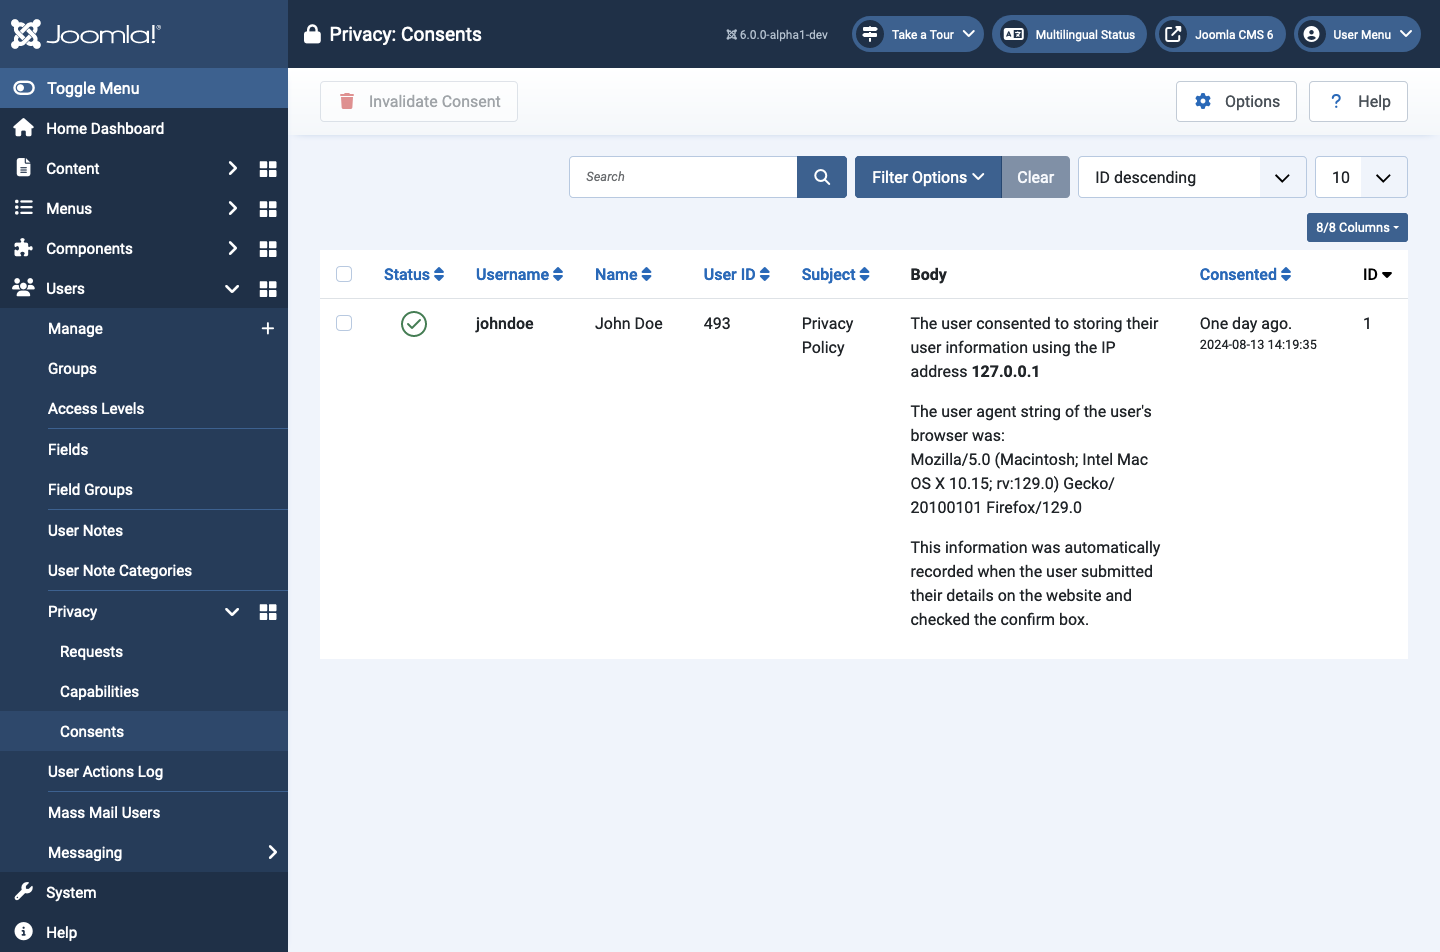 Joomla!®
Privacy: Consents
6.0.0-alpha1-dev
Take a Tour
Multilingual Status
Joomla CMS 6
User Menu
Toggle Menu
Home Dashboard
Content
Menus
Components
Users
Manage
Groups
Access Levels
Fields
Field Groups
User Notes
User Note Categories
Privacy
Requests
Capabilities
Consents
User Actions Log
Mass Mail Users
Messaging
System
Help
Invalidate Consent
Options
? Help
Search
Filter Options
Clear
ID descending
10
8/8 Columns
Status Username Name User ID Subject Body Consented ID
johndoe
John Doe
493
Privacy
Policy
The user consented to storing their
user information using the IP
address 127.0.0.1
The user agent string of the user's
browser was:
Mozilla/5.0 (Macintosh; Intel Mac
OS X 10.15; rv:129.0) Gecko/
20100101 Firefox/129.0
This information was automatically
recorded when the user submitted
their details on the website and
checked the confirm box.
One day ago.
2024-08-13 14:19:35
1